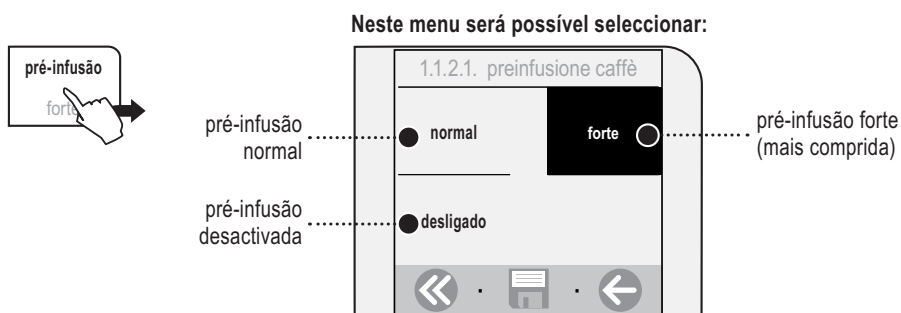 Neste menu será possível seleccionar:
pré-infusão
forte
1.1.2.1. preinfusione caffè
pré-infusão
normal
normal
forte
pré-infusão forte
(mais comprida)
pré-infusão
desactivada
desligado